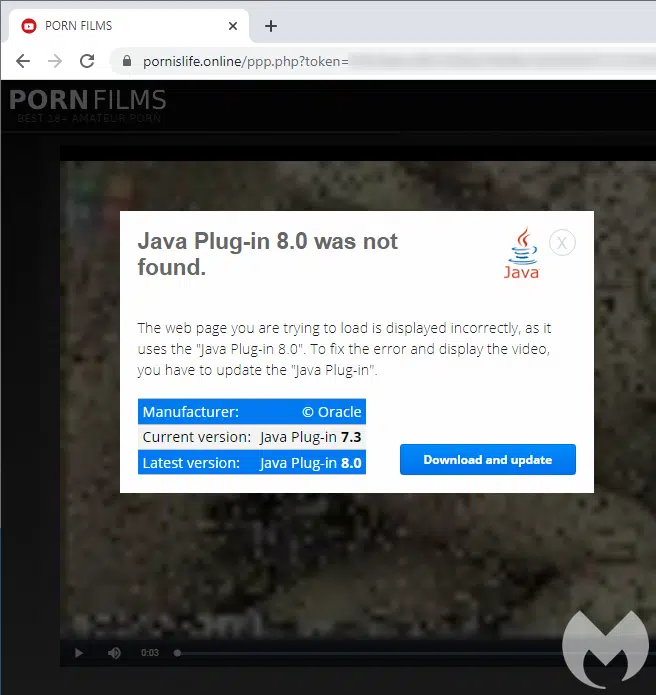 PORN FILMS
pornislife.online/ppp.php?token=
PORN FILMS
BEST 18+ AMATEUR PORN
Java Plug-in 8.0 was not
found.
Java
X
The web page you are trying to load is displayed incorrectly, as it
uses the "Java Plug-in 8.0". To fix the error and display the video,
you have to update the "Java Plug-in".
Manufacturer: © Oracle
Current version: Java Plug-in 7.3
Latest version: Java Plug-in 8.0
Download and update
0:03